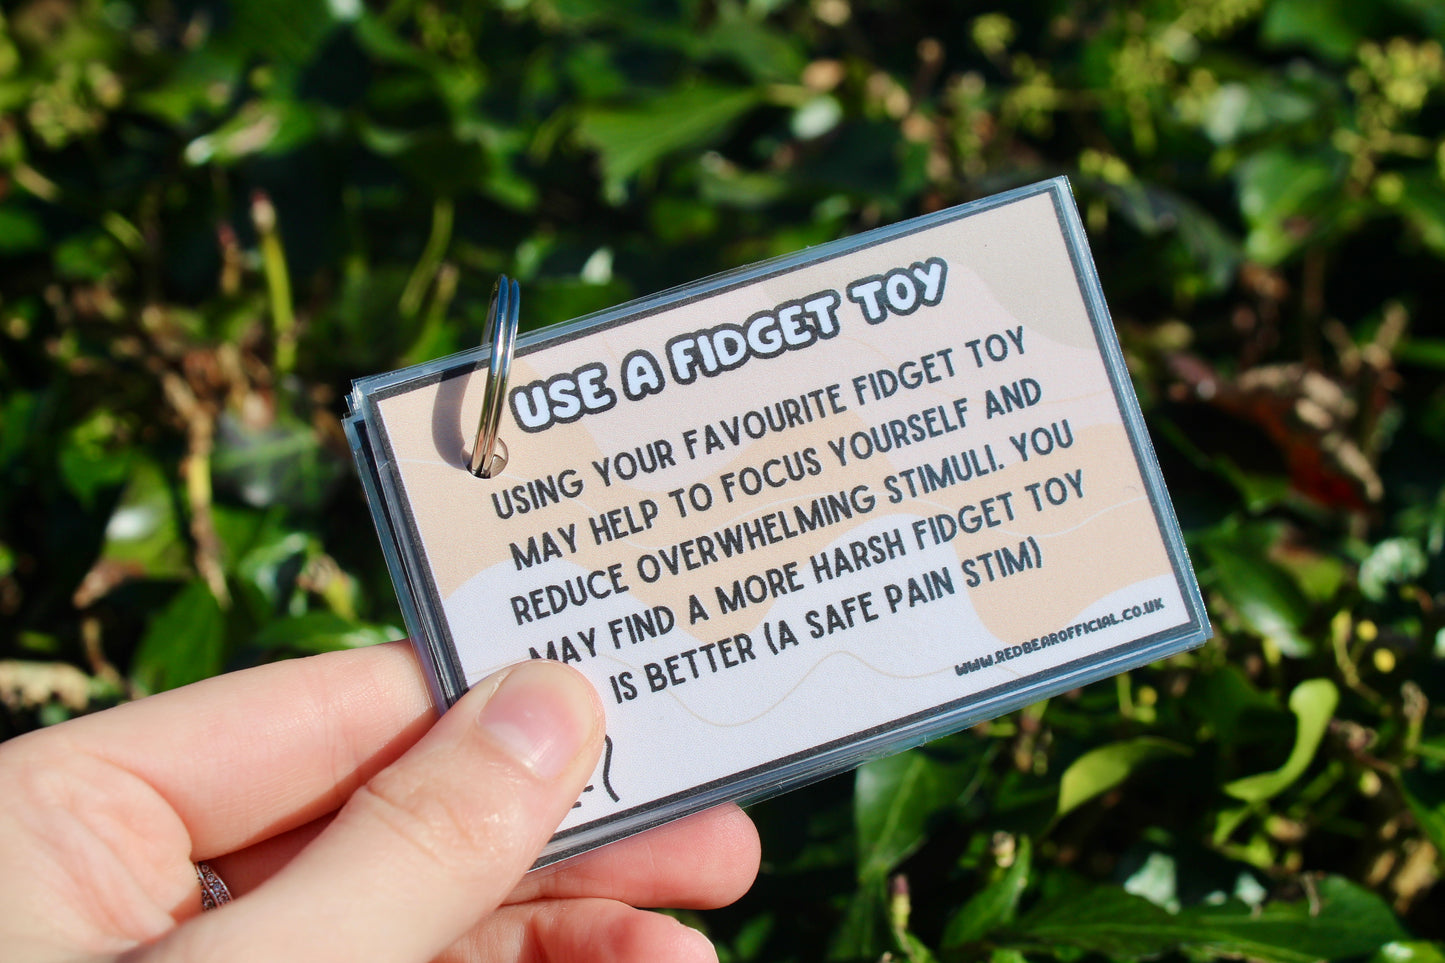 USE A FIDGET TOY
USING YOUR FAVOURITE FIDGET TOY
MAY HELP TO FOCUS YOURSELF AND
REDUCE OVERWHELMING STIMULI. YOU
MAY FIND A MORE HARSH FIDGET TOY
IS BETTER (A SAFE PAIN STIM)
WWW.REDBEAROFFICIAL.CO.UK